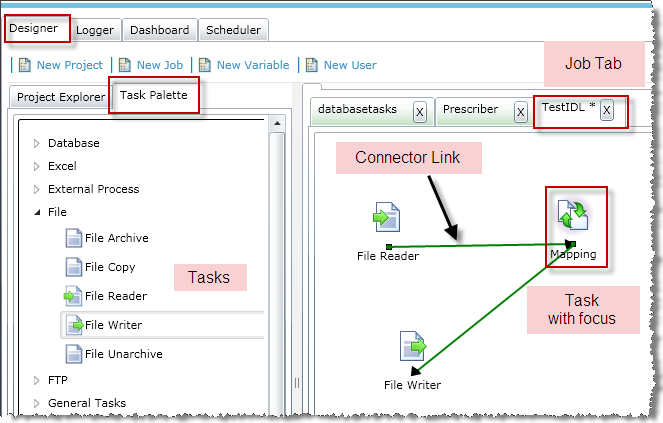 Designer Logger Dashboard Scheduler
New Project New Job New Variable New User
Job Tab
Project Explorer Task Palette
databasetasks X Prescriber X TestIDL * X
Database
Excel
External Process
File
File Archive
File Copy
File Reader
File Writer
File Unarchive
FTP
General Tasks
Tasks
Connector Link
File Reader
Mapping
Task
with focus
File Writer